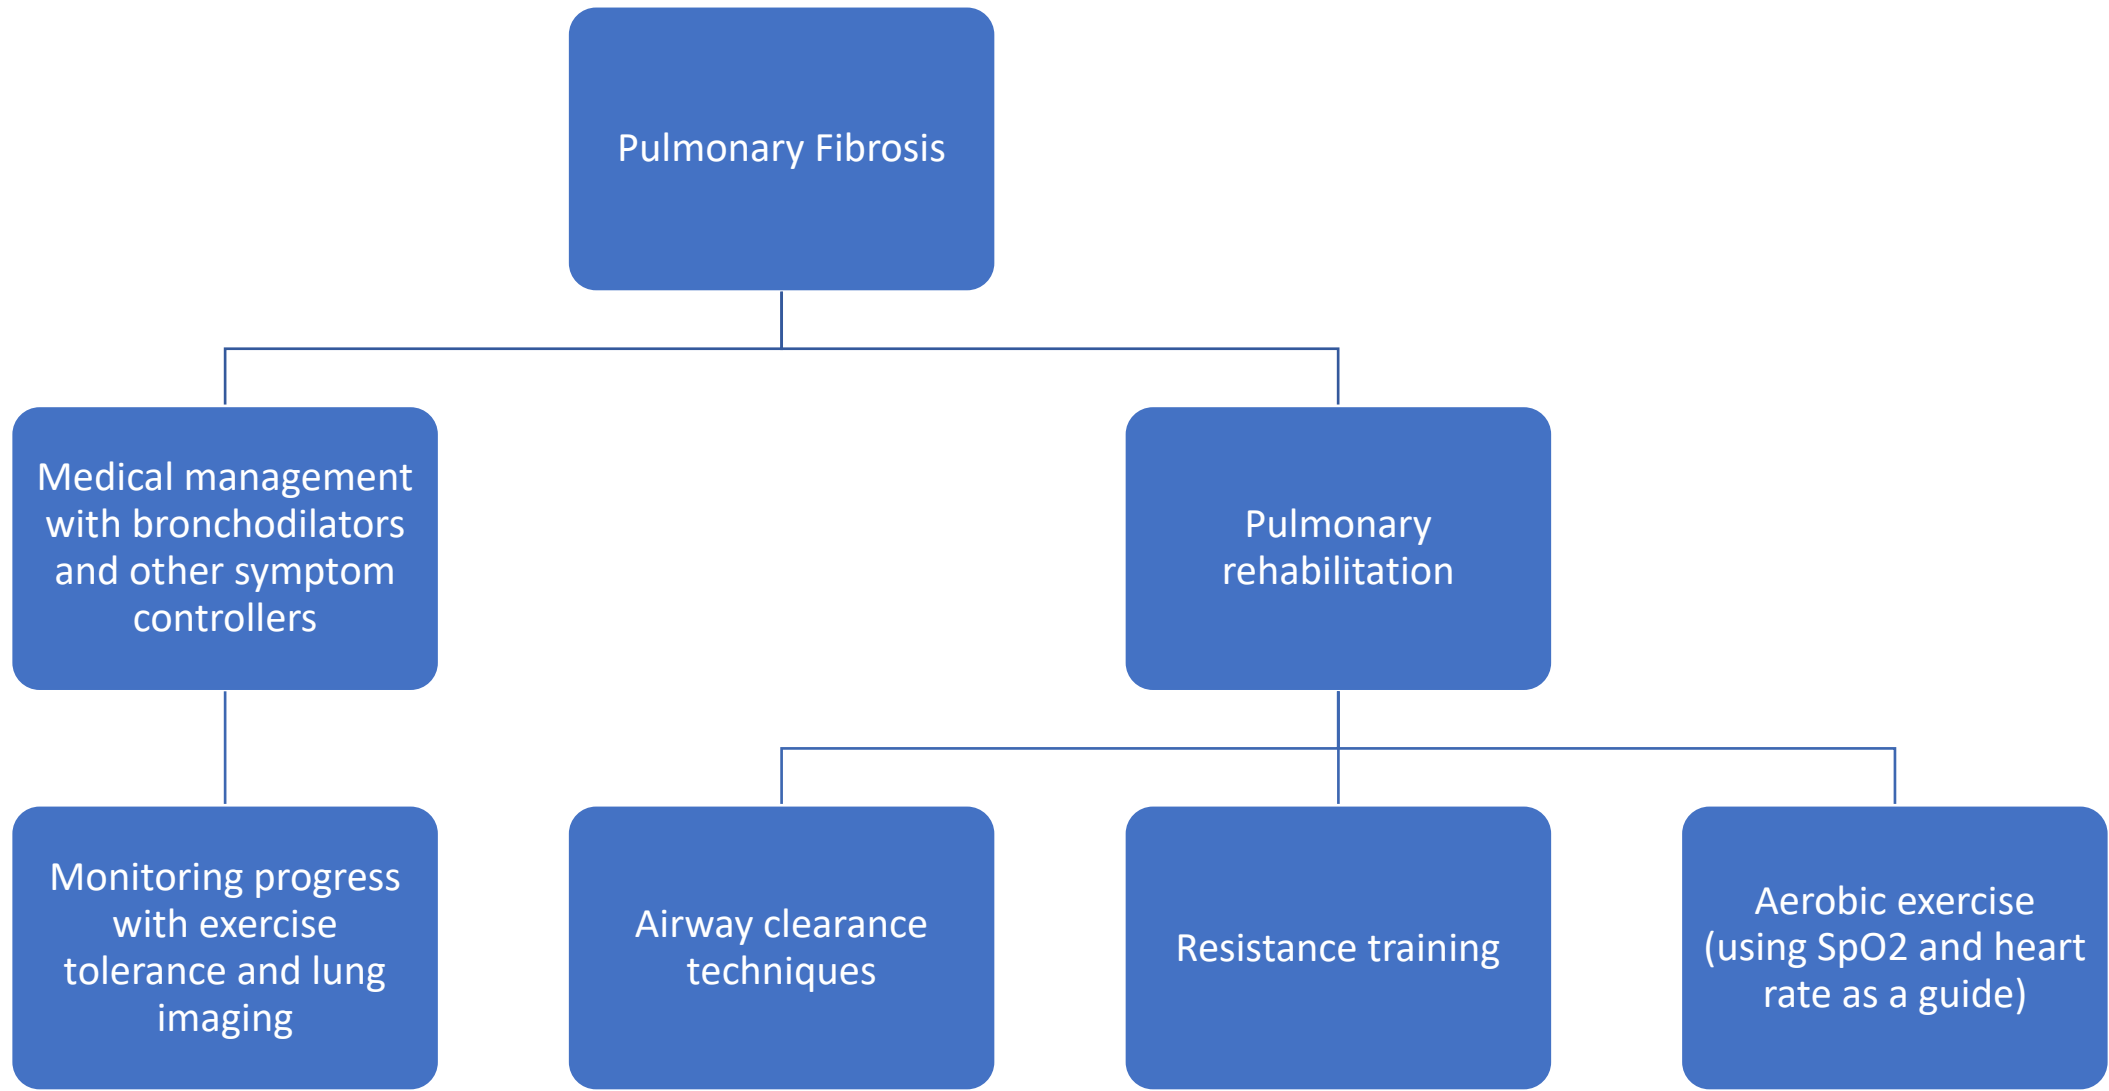 Pulmonary Fibrosis
Medical management
with bronchodilators
and other symptom
controllers
Pulmonary
rehabilitation
Monitoring progress
with exercise
tolerance and lung
imaging
Airway clearance
techniques
Resistance training
Aerobic exercise
(using SpO2 and heart
rate as a guide)